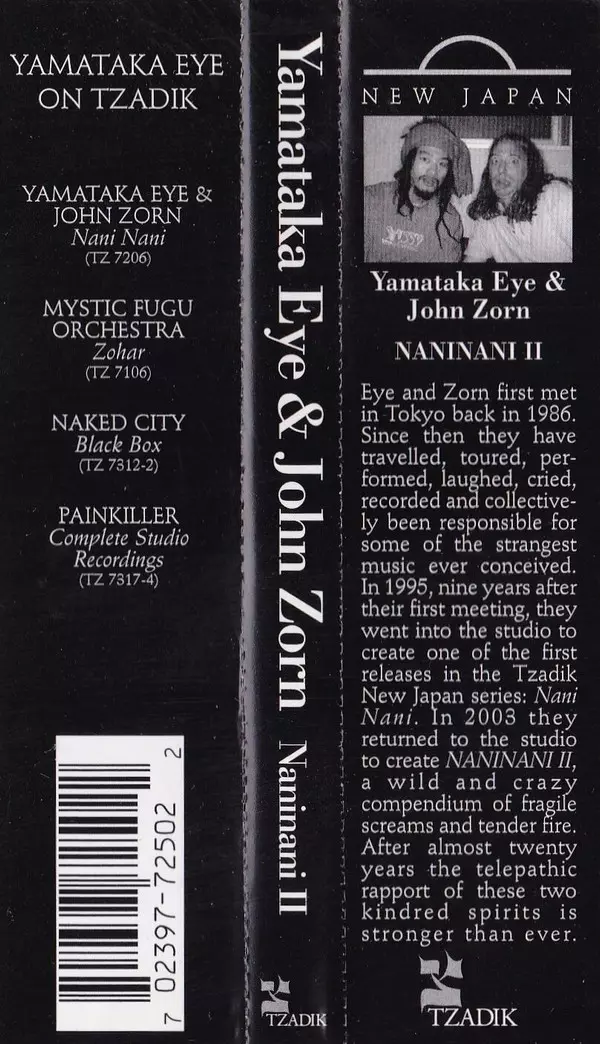 YAMATAKA EYE
ON TZADIK
YAMATAKA EYE &
JOHN ZORN
Nani Nani
(TZ 7206)
MYSTIC FUGU
ORCHESTRA
Zohar
(TZ 7106)
NAKED CITY
Black Box
(TZ 7312-2)
PAINKILLER
Complete Studio
Recordings
(TZ 7317-4)
7 02397-72502 2
Yamataka Eye & John Zorn Naninani II
TZADIK
NEW JAPAN
Yamataka Eye &
John Zorn
NANINANI II
Eye and Zorn first met
in Tokyo back in 1986.
Since then they have
travelled, toured, per-
formed, laughed, cried,
recorded and collective-
ly been responsible for
some of the strangest
music ever conceived.
In 1995, nine years after
their first meeting, they
went into the studio to
create one of the first
releases in the Tzadik
New Japan series: Nani
Nani. In 2003 they
returned to the studio
to create NANINANI II,
a wild and crazy
compendium of fragile
screams and tender fire.
After almost twenty
years the telepathic
rapport of these two
kindred spirits is
stronger than ever.
TZADIK